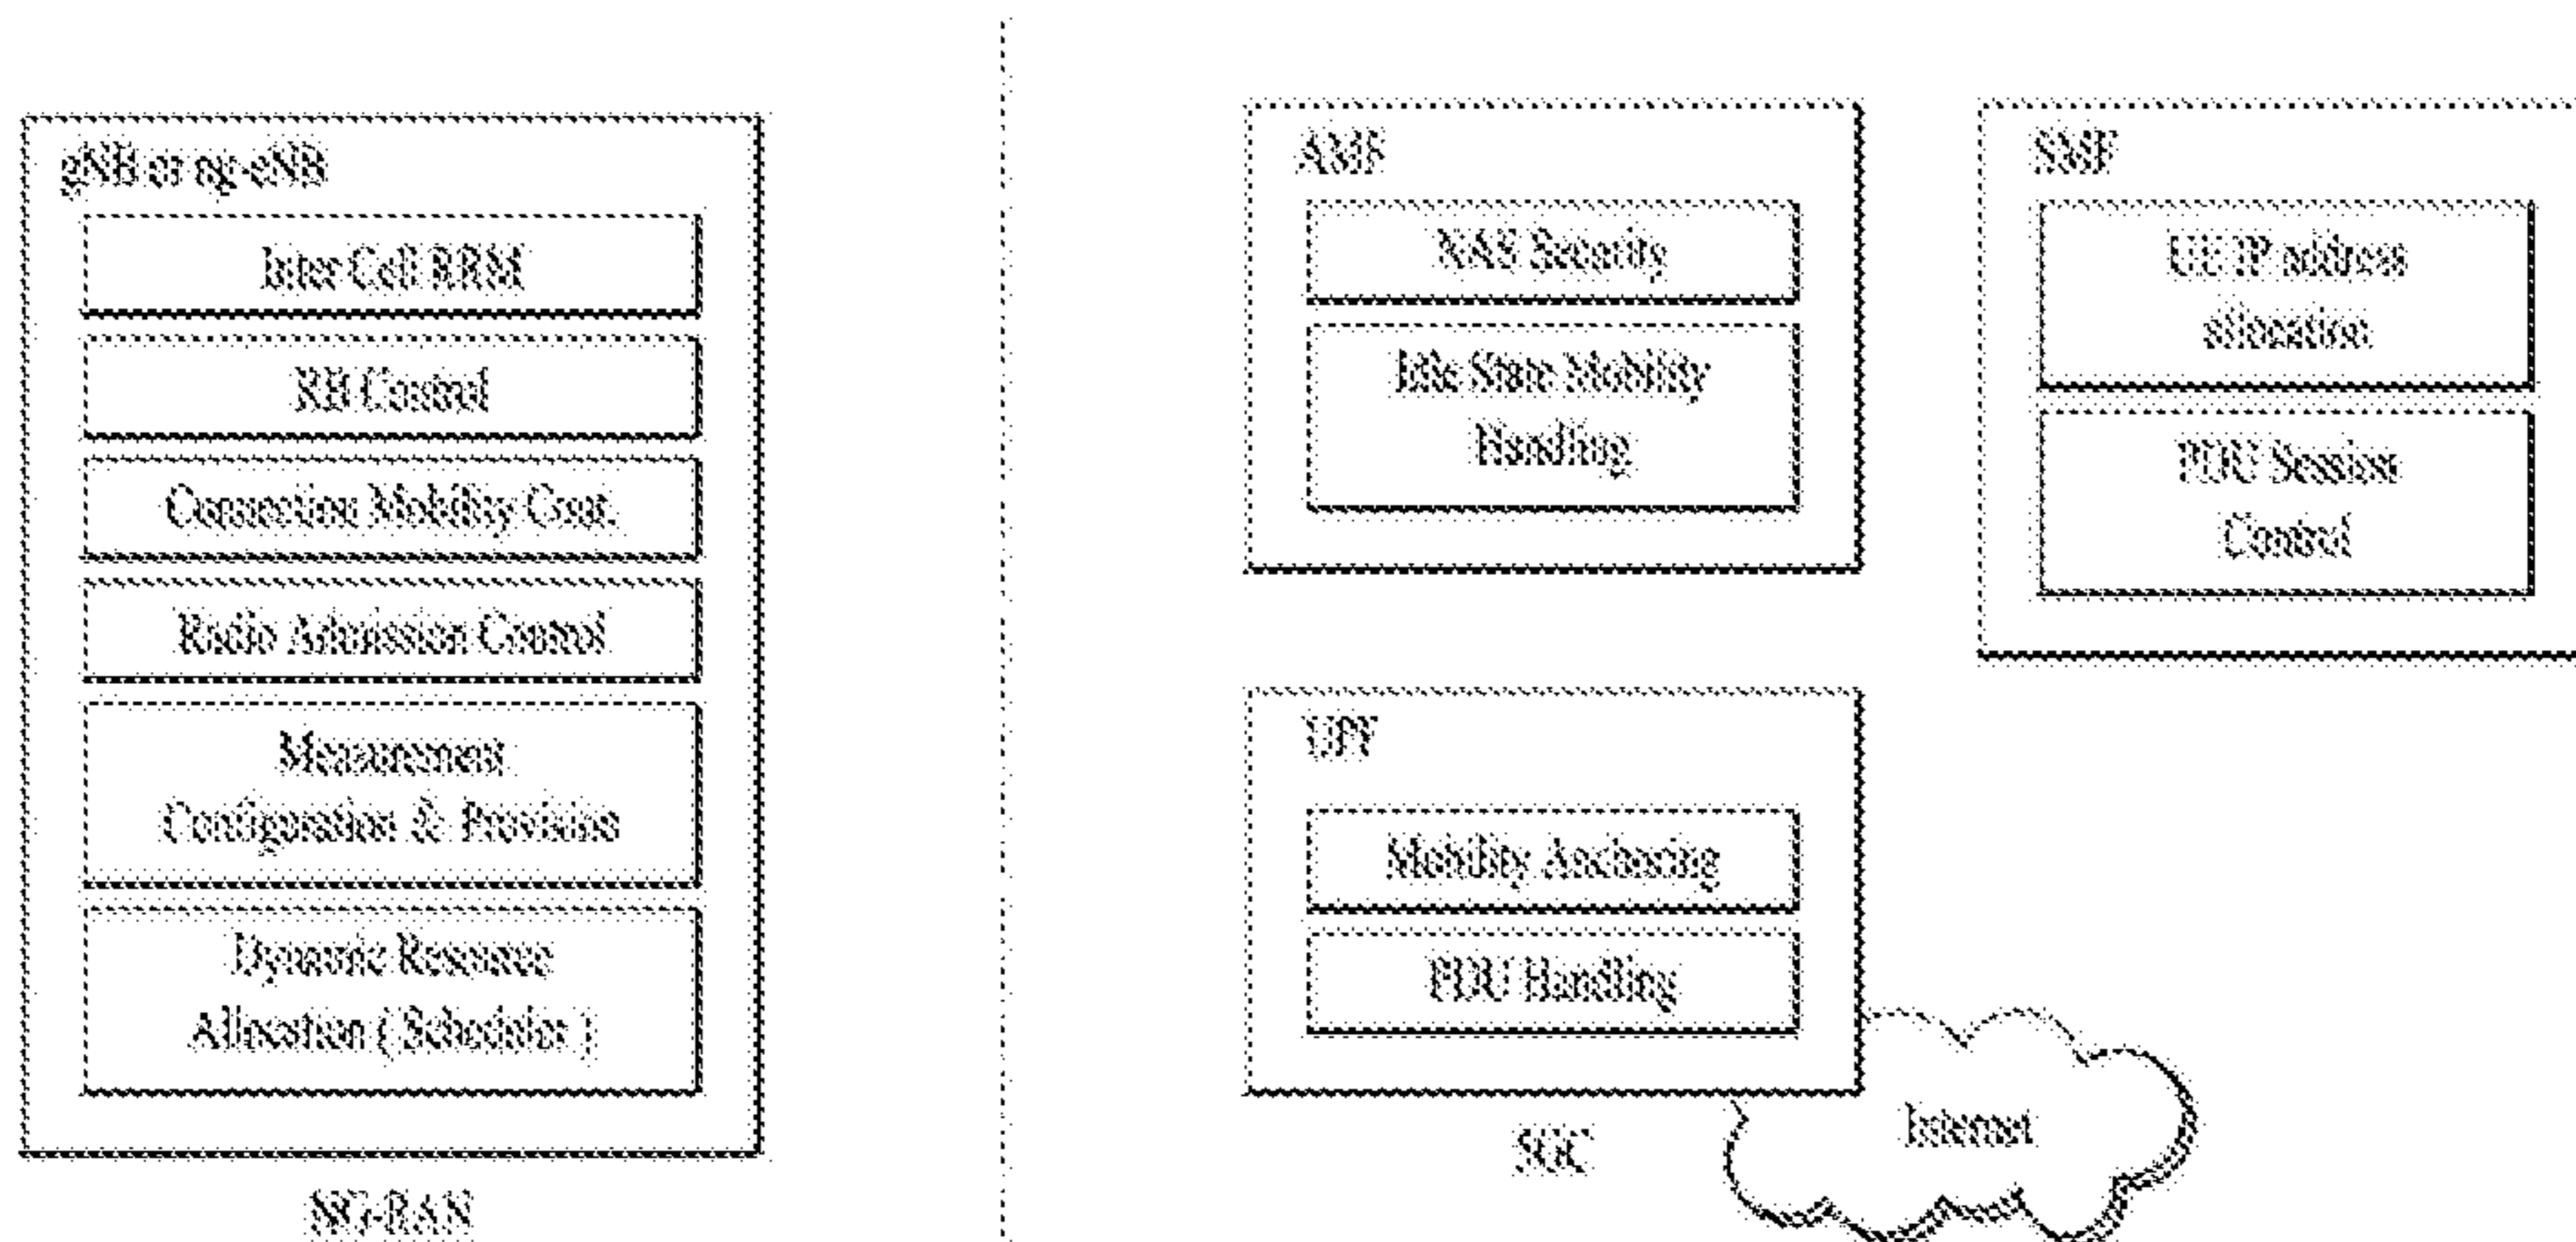 gNB or ng-eNB
Inter Cell RRM
RB Control
Connection Mobility Cont.
Radio Admission Control
Measurement
Configuration & Provision
Dynamic Resource
Allocation ( Scheduler )
NG-RAN
AMF
NAS Security
Idle State Mobility
Handling
SMF
UE IP address
allocation
PDU Session
Control
UPF
Mobility Anchoring
PDU Handling
5GC
Internet